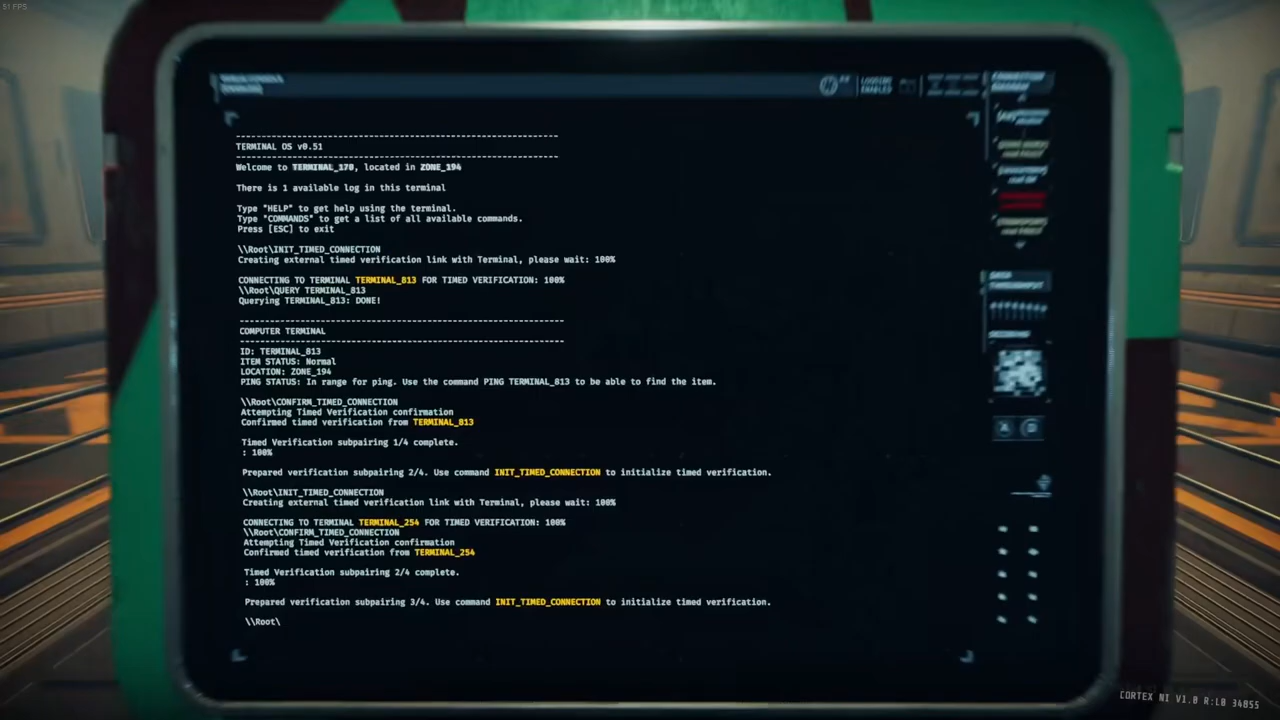 51 FPS
LOGGING
ENABLED
------------------------------------------------------------
TERMINAL OS v0.51
------------------------------------------------------------
Welcome to TERMINAL_170, located in ZONE_194
There is 1 available log in this terminal
Type "HELP" to get help using the terminal.
Type "COMMANDS" to get a list of all available commands.
Press [ESC] to exit
\\Root\INIT_TIMED_CONNECTION
Creating external timed verification link with Terminal, please wait: 100%
CONNECTING TO TERMINAL TERMINAL_813 FOR TIMED VERIFICATION: 100%
\\Root\QUERY TERMINAL_813
Querying TERMINAL_813: DONE!
------------------------------------------------------------
COMPUTER TERMINAL
------------------------------------------------------------
ID: TERMINAL_813
ITEM STATUS: Normal
LOCATION: ZONE_194
PING STATUS: In range for ping. Use the command PING TERMINAL_813 to be able to find the item.
\\Root\CONFIRM_TIMED_CONNECTION
Attempting Timed Verification confirmation
Confirmed timed verification from TERMINAL_813
Timed Verification subpairing 1/4 complete.
: 100%
Prepared verification subpairing 2/4. Use command INIT_TIMED_CONNECTION to initialize timed verification.
\\Root\INIT_TIMED_CONNECTION
Creating external timed verification link with Terminal, please wait: 100%
CONNECTING TO TERMINAL TERMINAL_254 FOR TIMED VERIFICATION: 100%
\\Root\CONFIRM_TIMED_CONNECTION
Attempting Timed Verification confirmation
Confirmed timed verification from TERMINAL_254
Timed Verification subpairing 2/4 complete.
: 100%
Prepared verification subpairing 3/4. Use command INIT_TIMED_CONNECTION to initialize timed verification.
\\Root\
DATA
THROUGHPUT
CORTEX NI V1.0 R:L0 34855